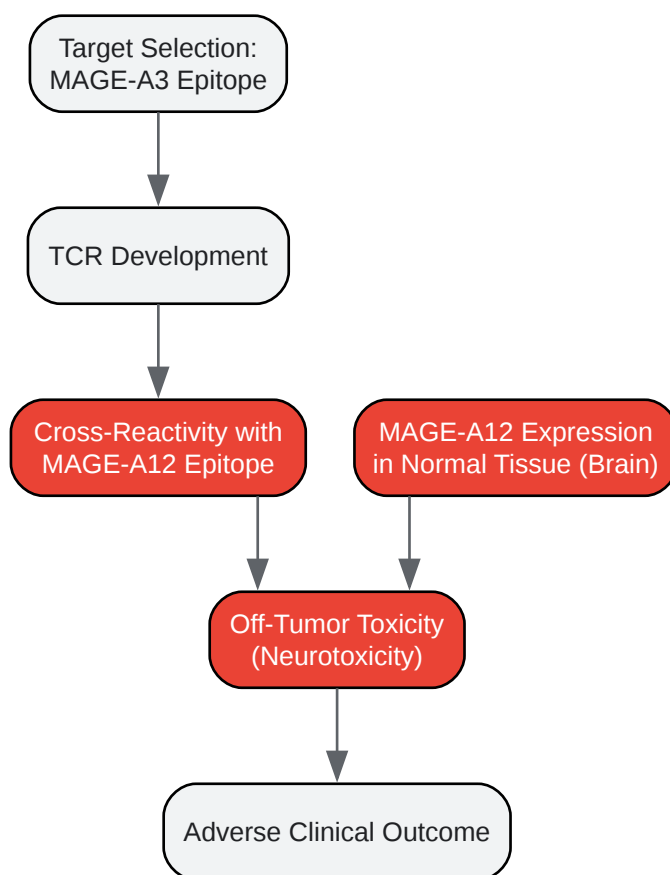 Target Selection:
MAGE-A3 Epitope
TCR Development
Cross-Reactivity with
MAGE-A12 Epitope
MAGE-A12 Expression
in Normal Tissue (Brain)
Off-Tumor Toxicity
(Neurotoxicity)
Adverse Clinical Outcome